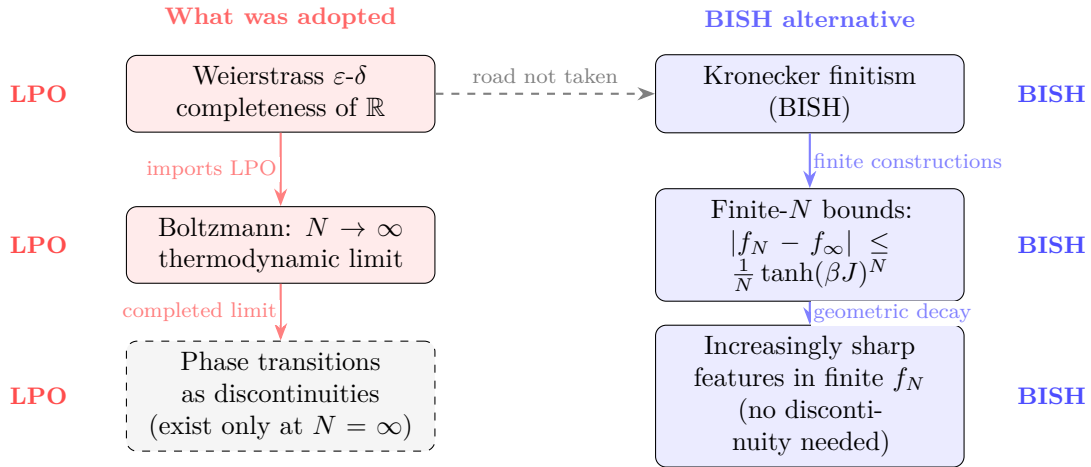 What was adopted
BISH alternative
LPO
Weierstrass ε-δ
completeness of ℝ
road not taken
Kronecker finitism
(BISH)
BISH
imports LPO
finite constructions
LPO
Boltzmann: N → ∞
thermodynamic limit
Finite-N bounds:
|f_N − f_∞| ≤
1/N tanh(βJ)^N
BISH
completed limit
geometric decay
LPO
Phase transitions
as discontinuities
(exist only at N = ∞)
Increasingly sharp
features in finite f_N
(no disconti-
nuity needed)
BISH